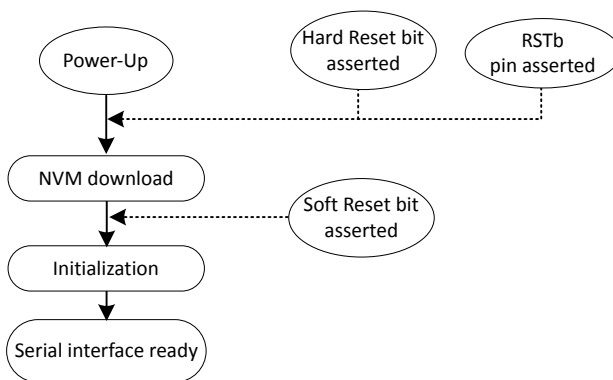 Power-Up
Hard Reset bit
asserted
RSTb
pin asserted
NVM download
Soft Reset bit
asserted
Initialization
Serial interface ready